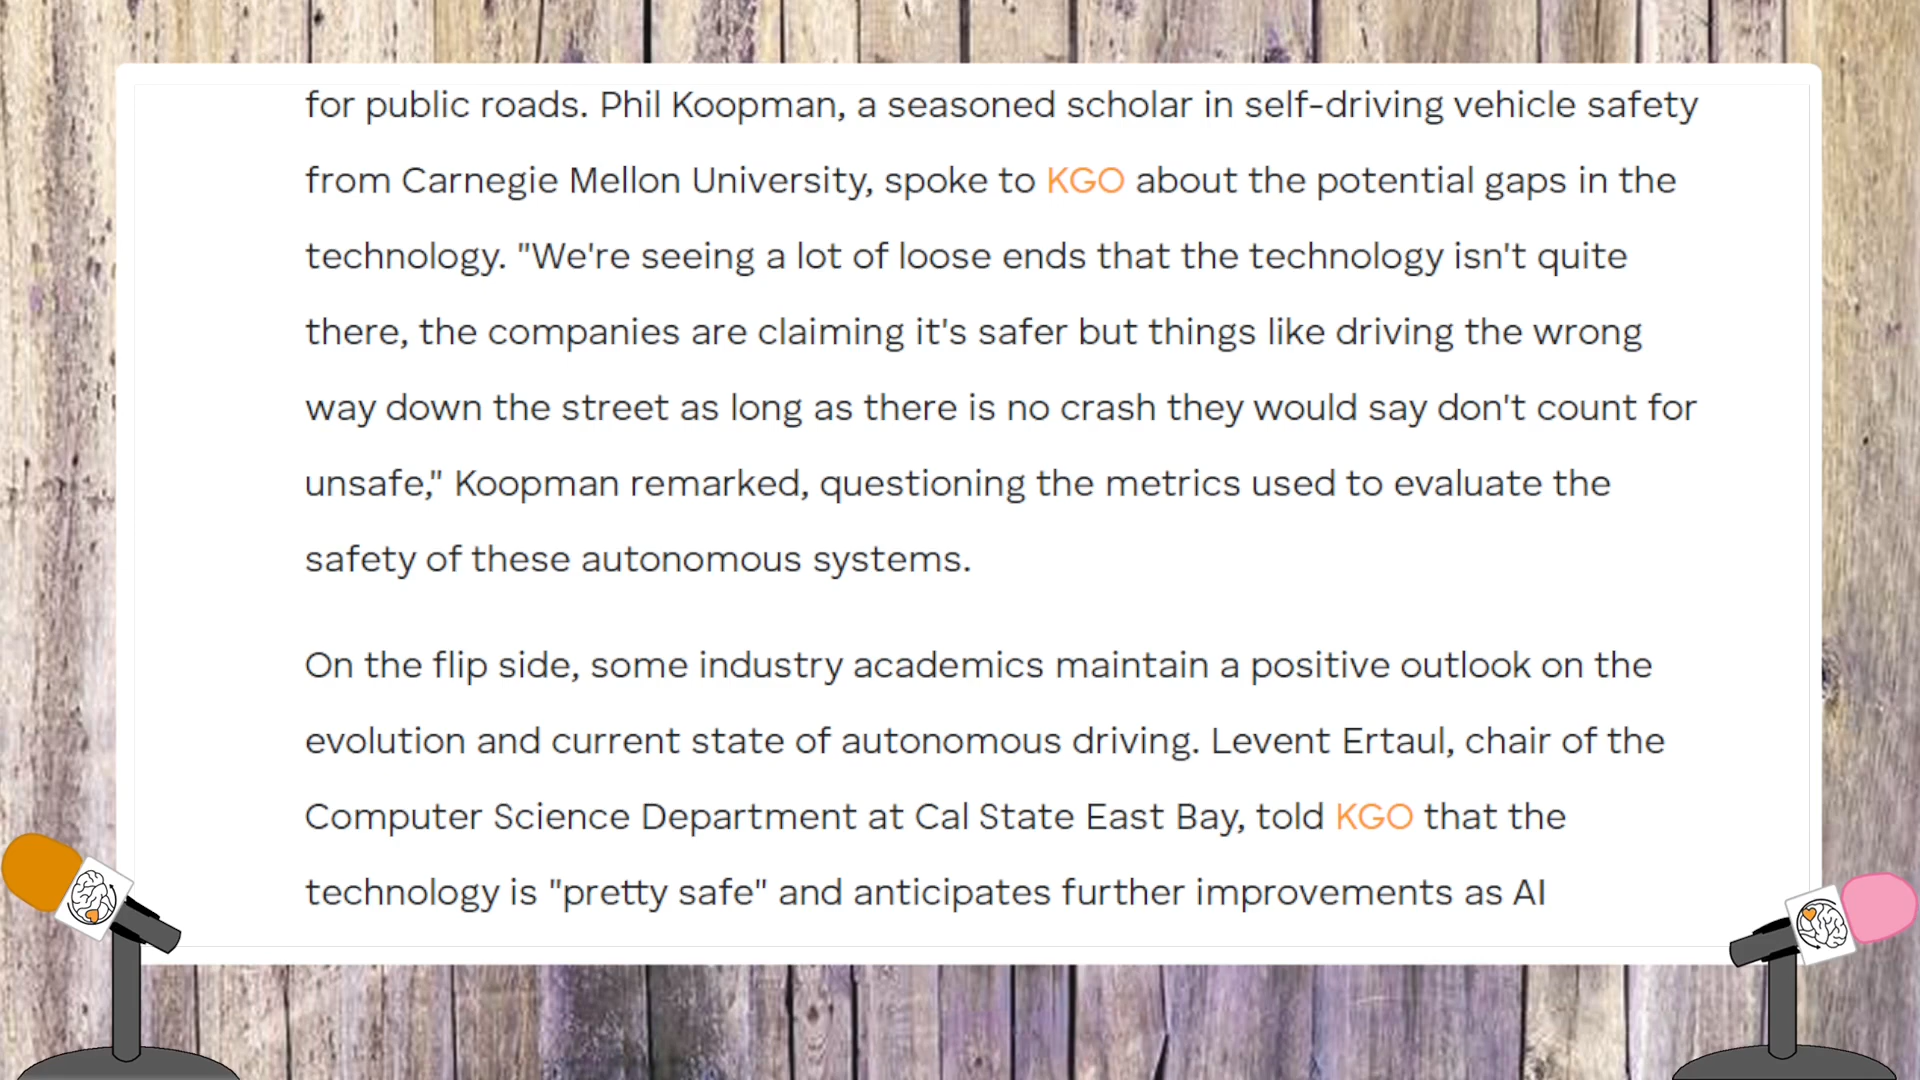 for public roads. Phil Koopman, a seasoned scholar in self-driving vehicle safety
from Carnegie Mellon University, spoke to KGO about the potential gaps in the
technology. "We're seeing a lot of loose ends that the technology isn't quite
there, the companies are claiming it's safer but things like driving the wrong
way down the street as long as there is no crash they would say don't count for
unsafe," Koopman remarked, questioning the metrics used to evaluate the
safety of these autonomous systems.
On the flip side, some industry academics maintain a positive outlook on the
evolution and current state of autonomous driving. Levent Ertaul, chair of the
Computer Science Department at Cal State East Bay, told KGO that the
technology is "pretty safe" and anticipates further improvements as AI